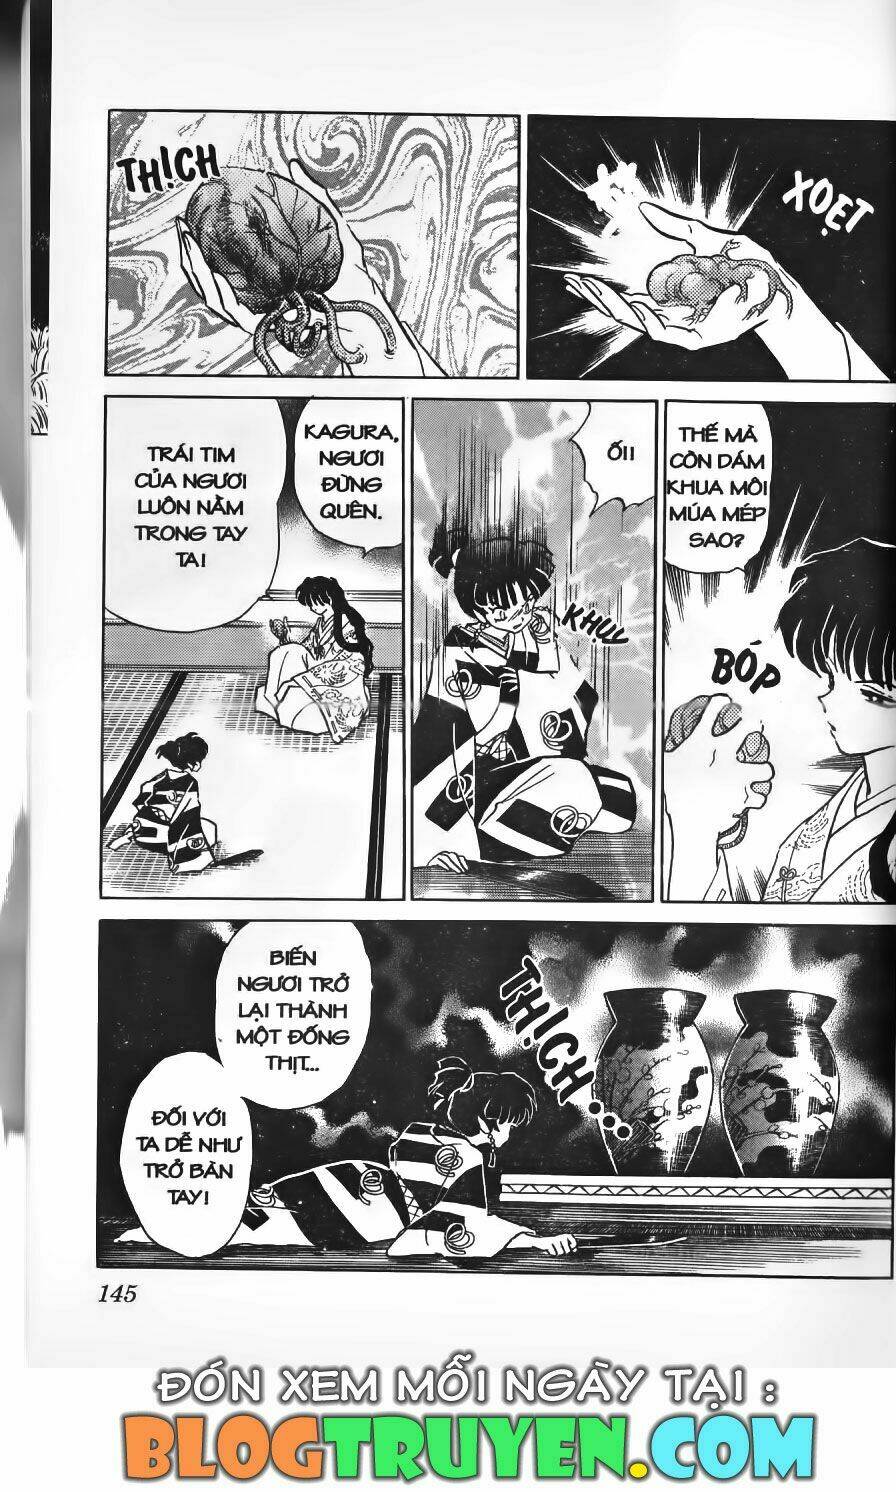 XOẸT
THỊCH
THẾ MÀ
CÒN DÁM
KHUA MÔI
MÚA MÉP
SAO?
BÓP
ỐI!
KHỤY
KAGURA,
NGƯƠI
ĐỪNG
QUÊN.
TRÁI TIM
CỦA NGƯƠI
LUÔN NẰM
TRONG TAY
TA!
THỊCH...
BIẾN
NGƯƠI TRỞ
LẠI THÀNH
MỘT ĐỐNG
THỊT...
ĐỐI VỚI
TA DỄ NHƯ
TRỞ BÀN
TAY!
145
ĐÓN XEM MỖI NGÀY TẠI :
BLOGTRUYEN.COM